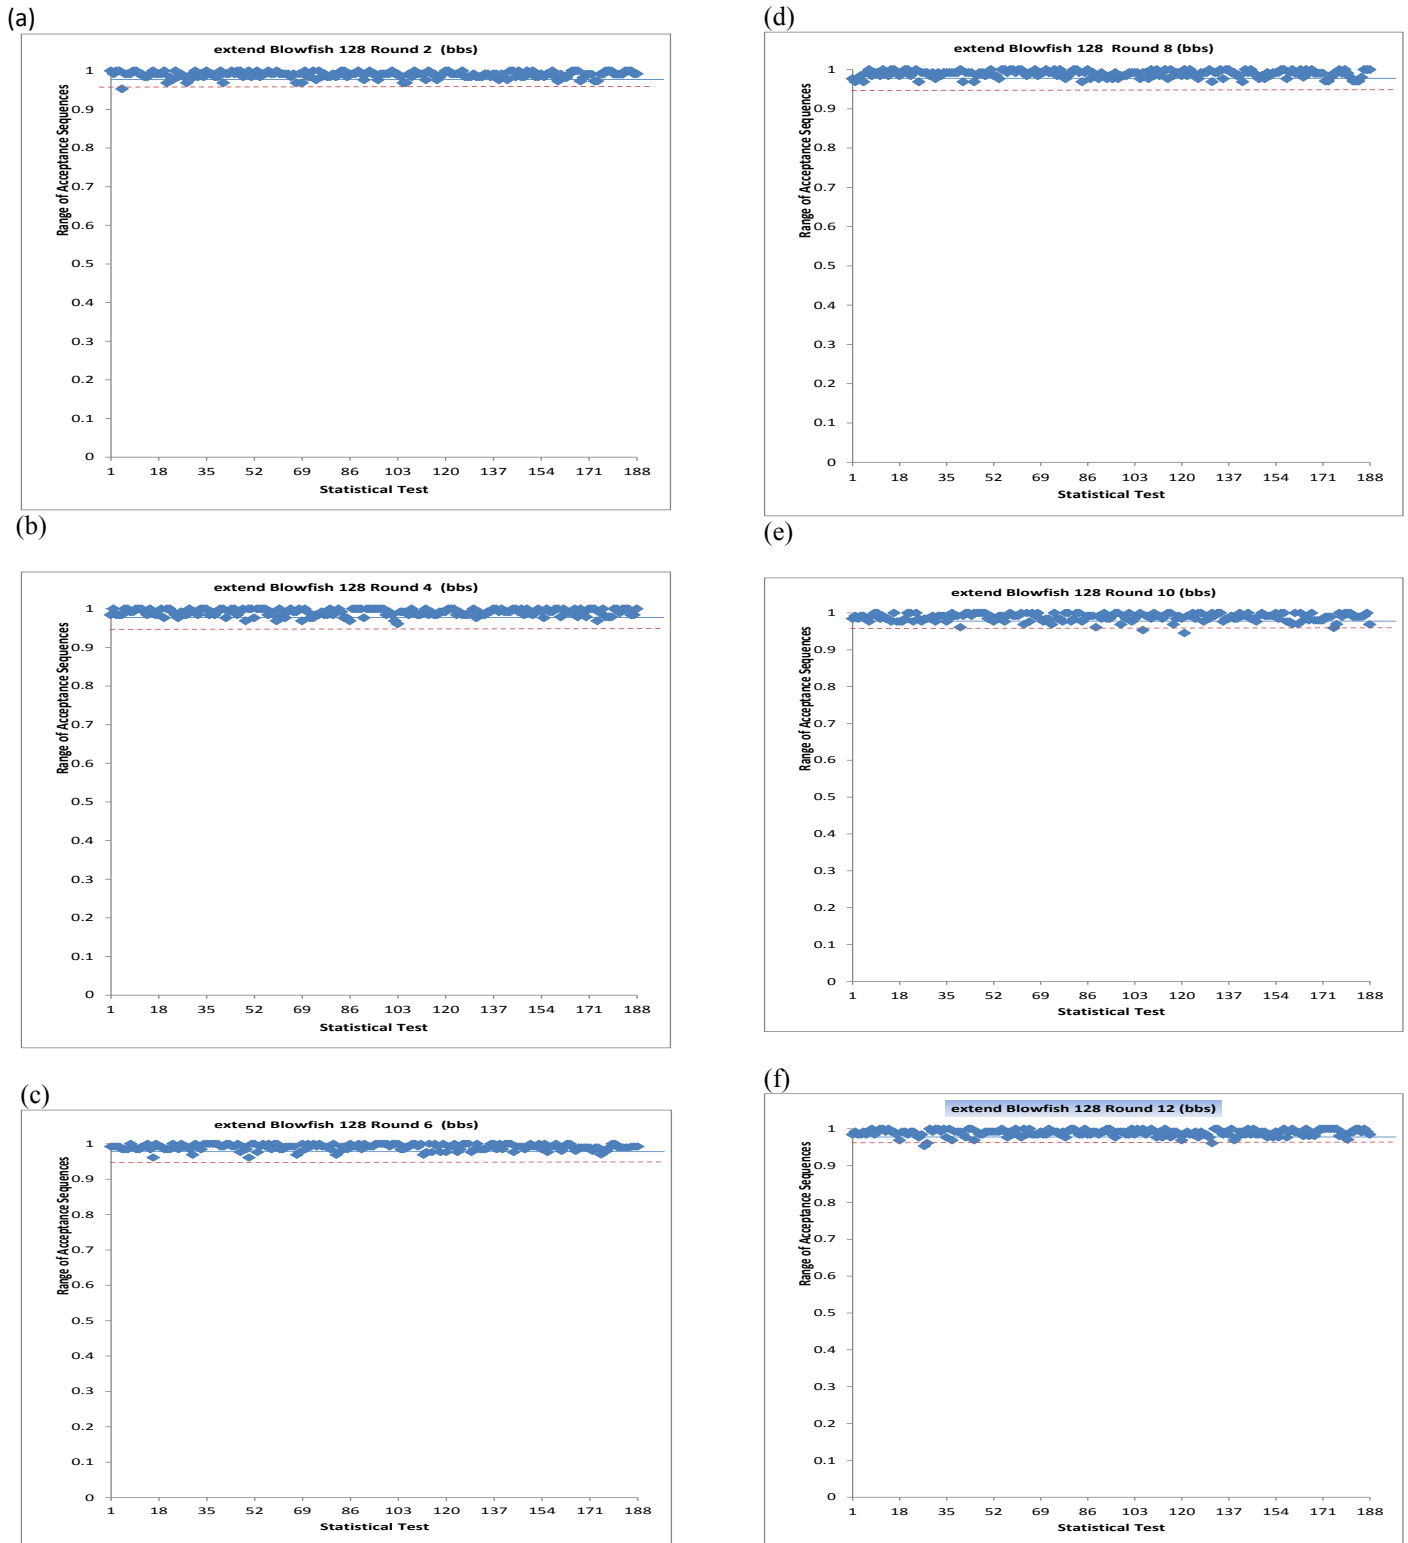 (a)
extend Blowfish 128 Round 2 (bbs)
Range of Acceptance Sequences
1
0.9
0.8
0.7
0.6
0.5
0.4
0.3
0.2
0.1
0
1 18 35 52 69 86 103 120 137 154 171 188
Statistical Test
(b)
extend Blowfish 128 Round 4 (bbs)
Range of Acceptance Sequences
1
0.9
0.8
0.7
0.6
0.5
0.4
0.3
0.2
0.1
0
1 18 35 52 69 86 103 120 137 154 171 188
Statistical Test
(c)
extend Blowfish 128 Round 6 (bbs)
Range of Acceptance Sequences
1
0.9
0.8
0.7
0.6
0.5
0.4
0.3
0.2
0.1
0
1 18 35 52 69 86 103 120 137 154 171 188
Statistical Test
(d)
extend Blowfish 128 Round 8 (bbs)
Range of Acceptance Sequences
1
0.9
0.8
0.7
0.6
0.5
0.4
0.3
0.2
0.1
0
1 18 35 52 69 86 103 120 137 154 171 188
Statistical Test
(e)
extend Blowfish 128 Round 10 (bbs)
Range of Acceptance Sequences
1
0.9
0.8
0.7
0.6
0.5
0.4
0.3
0.2
0.1
0
1 18 35 52 69 86 103 120 137 154 171 188
Statistical Test
(f)
extend Blowfish 128 Round 12 (bbs)
Range of Acceptance Sequences
1
0.9
0.8
0.7
0.6
0.5
0.4
0.3
0.2
0.1
0
1 18 35 52 69 86 103 120 137 154 171 188
Statistical Test